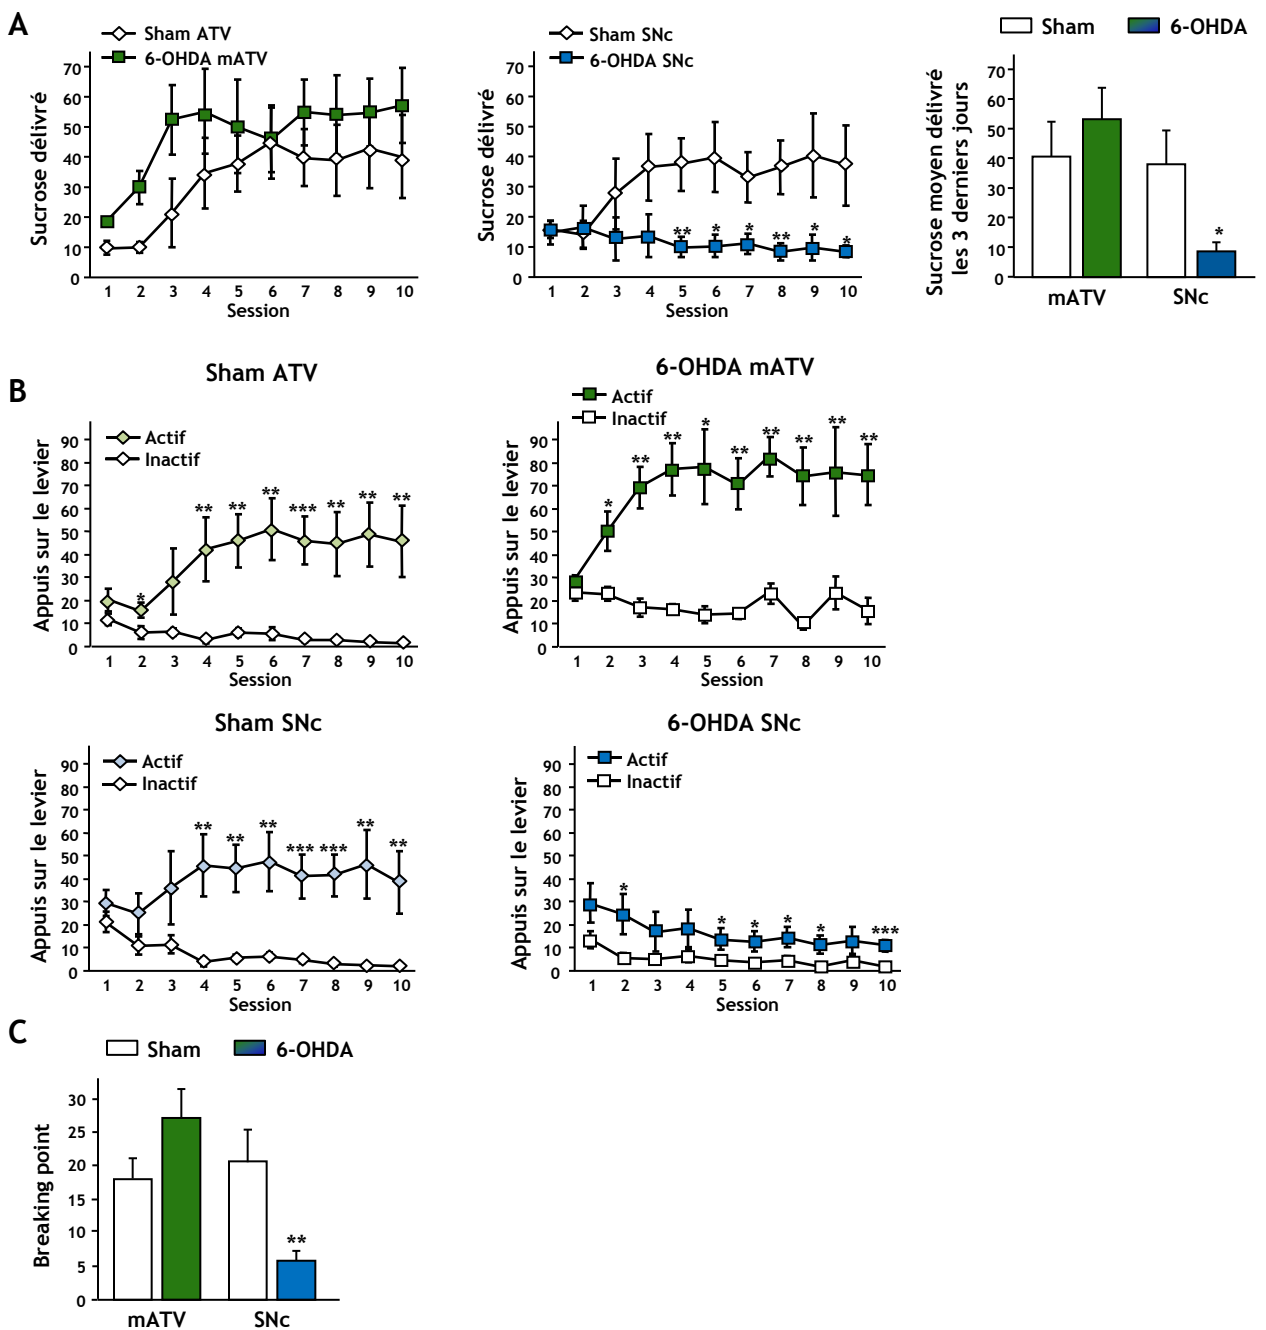 A
Sham ATV
6-OHDA mATV
Sucrose délivré
70
60
50
40
30
20
10
0
1 2 3 4 5 6 7 8 9 10
Session
Sham SNc
6-OHDA SNc
Sucrose délivré
70
60
50
40
30
20
10
0
** * * ** * *
1 2 3 4 5 6 7 8 9 10
Session
Sham 6-OHDA
Sucrose moyen délivré
les 3 derniers jours
70
60
50
40
30
20
10
0
*
mATV SNc
B
Sham ATV
Actif
Inactif
Appuis sur le levier
90
80
70
60
50
40
30
20
10
0
* ** ** ** *** ** ** **
1 2 3 4 5 6 7 8 9 10
Session
6-OHDA mATV
Actif
Inactif
Appuis sur le levier
90
80
70
60
50
40
30
20
10
0
* ** ** * ** ** ** ** **
1 2 3 4 5 6 7 8 9 10
Session
Sham SNc
Actif
Inactif
Appuis sur le levier
90
80
70
60
50
40
30
20
10
0
** ** ** *** *** ** **
1 2 3 4 5 6 7 8 9 10
Session
6-OHDA SNc
Actif
Inactif
Appuis sur le levier
90
80
70
60
50
40
30
20
10
0
* * * * * ***
1 2 3 4 5 6 7 8 9 10
Session
C
Sham 6-OHDA
Breaking point
30
25
20
15
10
5
0
**
mATV SNc